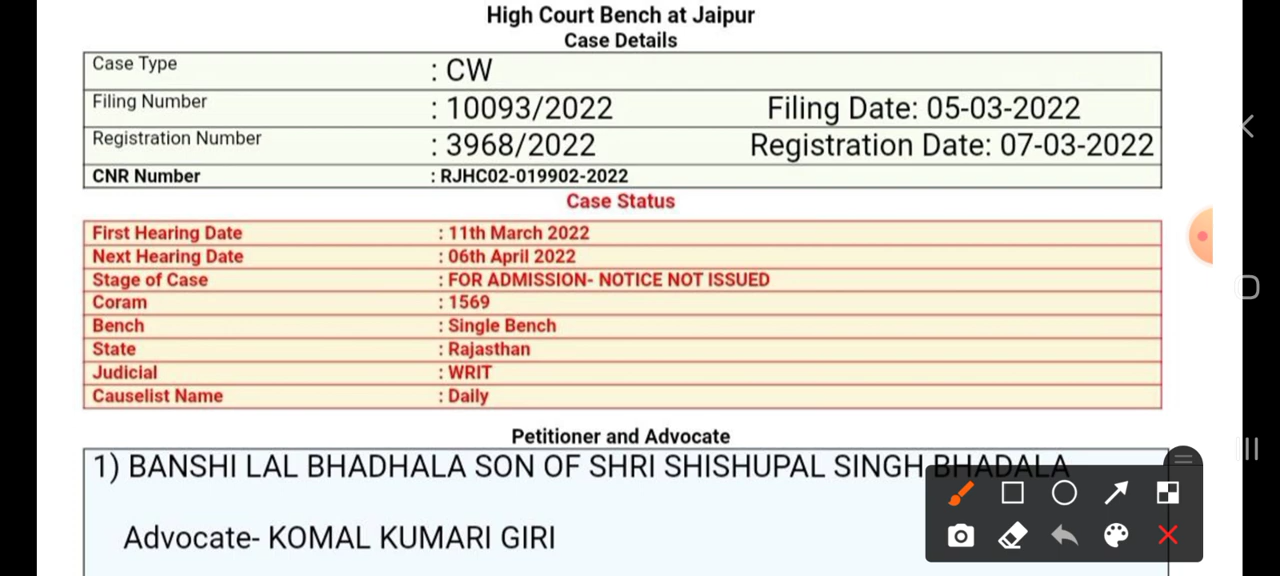 High Court Bench at Jaipur
Case Details
Case Type : CW
Filing Number : 10093/2022 Filing Date: 05-03-2022
Registration Number : 3968/2022 Registration Date: 07-03-2022
CNR Number : RJHC02-019902-2022
Case Status
First Hearing Date : 11th March 2022
Next Hearing Date : 06th April 2022
Stage of Case : FOR ADMISSION- NOTICE NOT ISSUED
Coram : 1569
Bench : Single Bench
State : Rajasthan
Judicial : WRIT
Causelist Name : Daily
Petitioner and Advocate
1) BANSHI LAL BHADHALA SON OF SHRI SHISHUPAL SINGH BHADALA
Advocate- KOMAL KUMARI GIRI